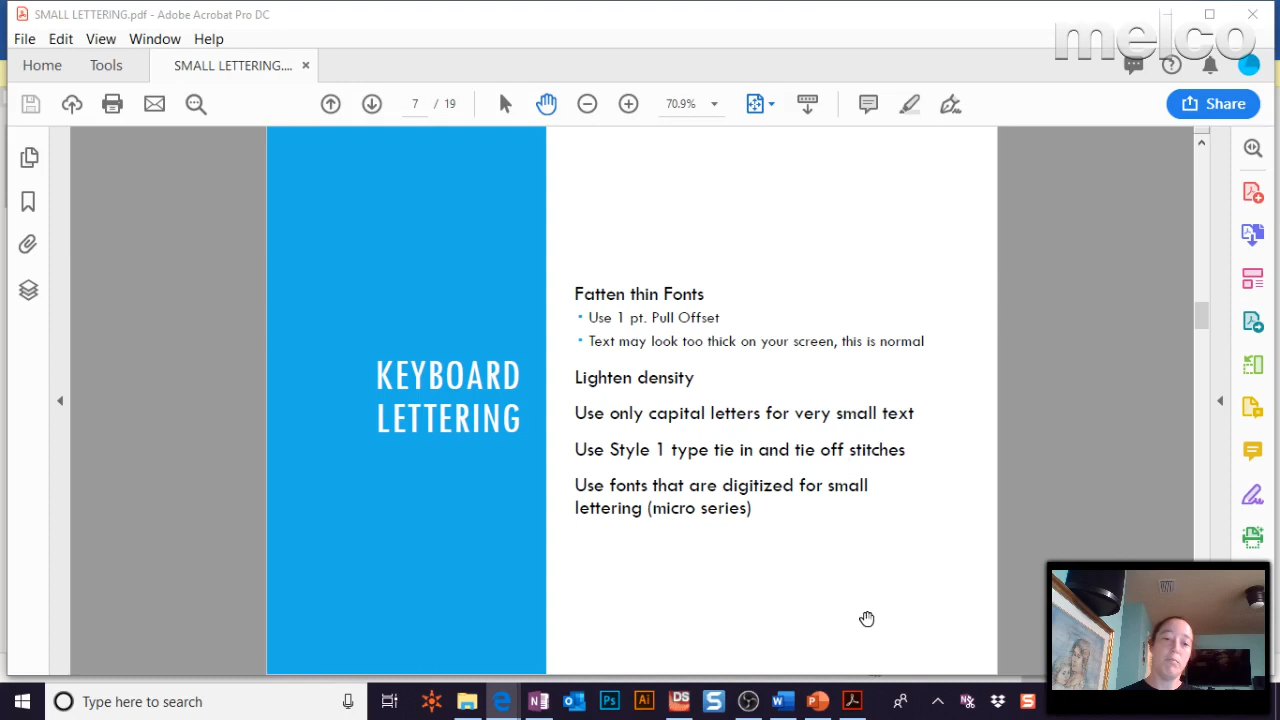 SMALL LETTERING.pdf - Adobe Acrobat Pro DC
melco
File Edit View Window Help
Home Tools SMALL LETTERING.... ×
7 / 19 70.9% Share
Fatten thin Fonts
Use 1 pt. Pull Offset
Text may look too thick on your screen, this is normal
KEYBOARD
LETTERING
Lighten density
Use only capital letters for very small text
Use Style 1 type tie in and tie off stitches
Use fonts that are digitized for small
lettering (micro series)
Type here to search
Ps Ai DS S